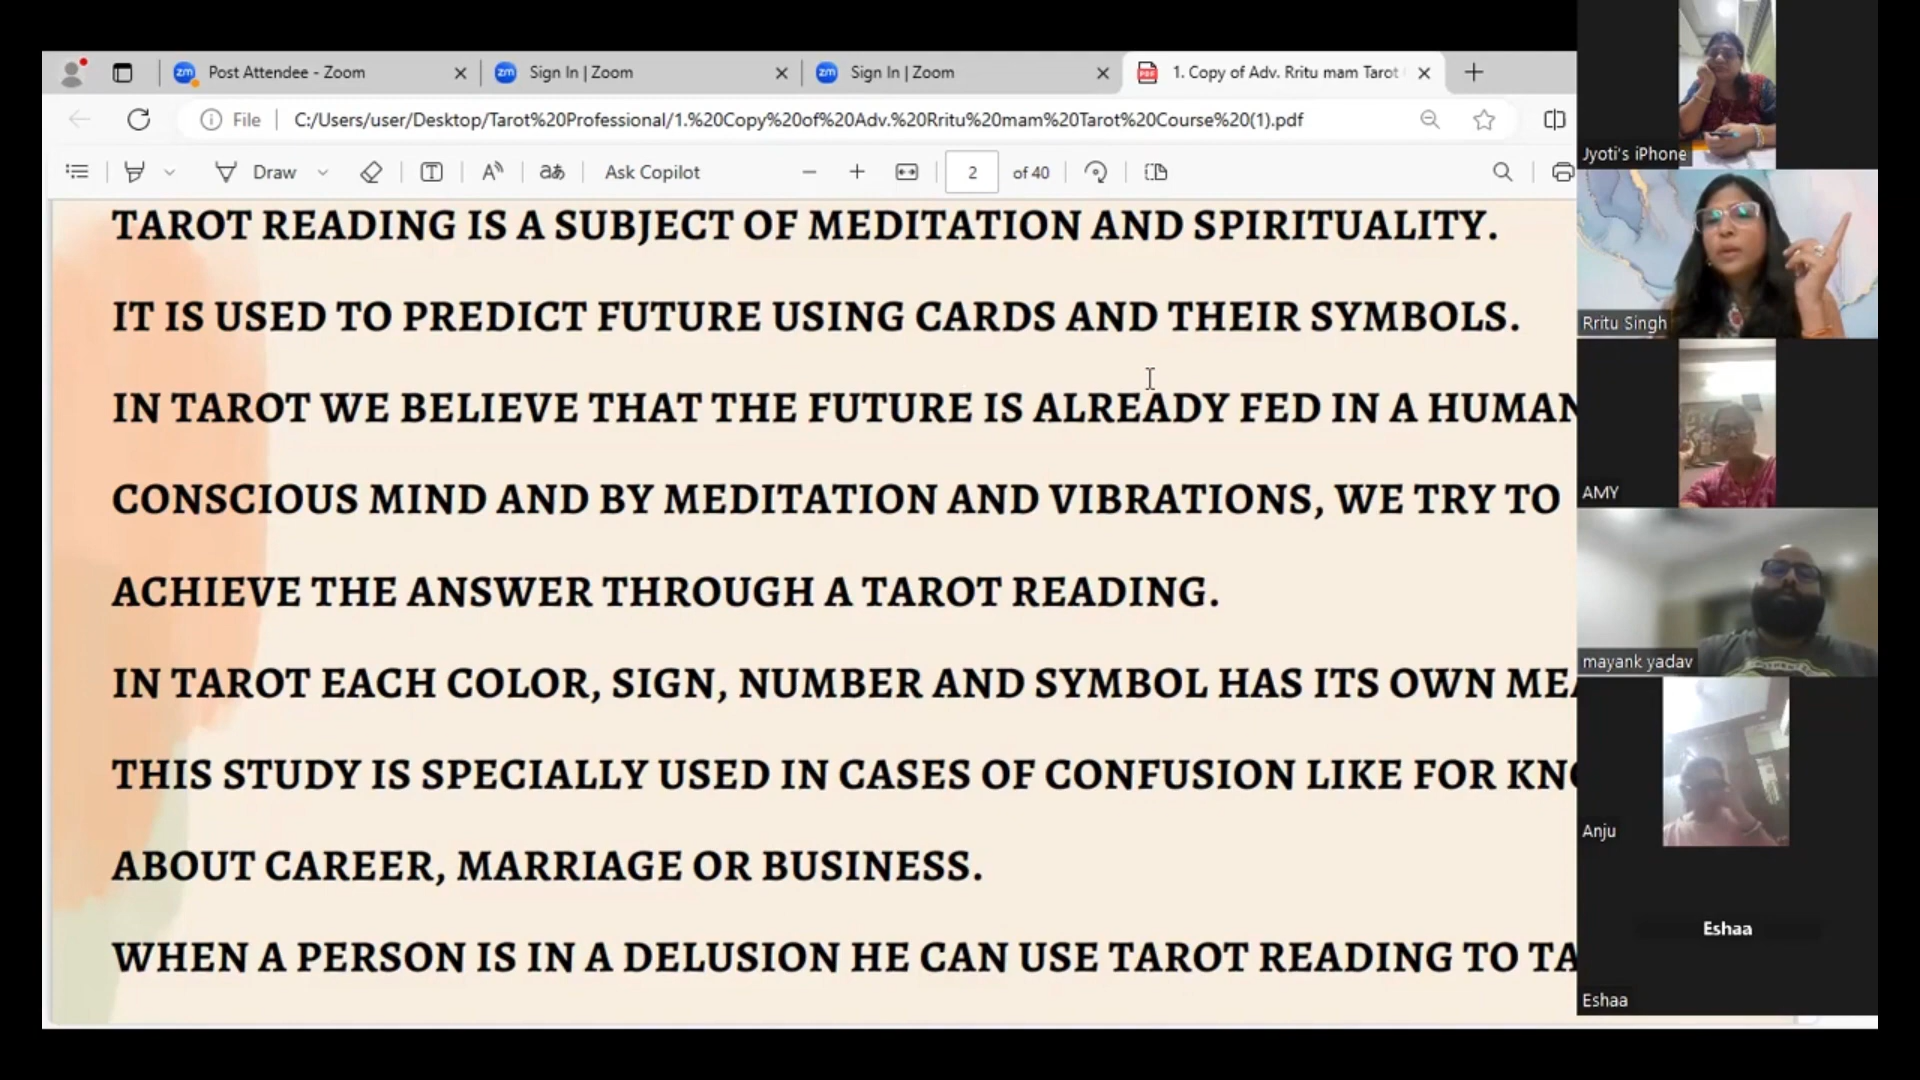 Post Attendee - Zoom
Sign In | Zoom
Sign In | Zoom
1. Copy of Adv. Rritu mam Tarot
File
C:/Users/user/Desktop/Tarot%20Professional/1.%20Copy%20of%20Adv.%20Rritu%20mam%20Tarot%20Course%20(1).pdf
Draw
Ask Copilot
2 of 40
TAROT READING IS A SUBJECT OF MEDITATION AND SPIRITUALITY.
IT IS USED TO PREDICT FUTURE USING CARDS AND THEIR SYMBOLS.
IN TAROT WE BELIEVE THAT THE FUTURE IS ALREADY FED IN A HUMAN
CONSCIOUS MIND AND BY MEDITATION AND VIBRATIONS, WE TRY TO
ACHIEVE THE ANSWER THROUGH A TAROT READING.
IN TAROT EACH COLOR, SIGN, NUMBER AND SYMBOL HAS ITS OWN
THIS STUDY IS SPECIALLY USED IN CASES OF CONFUSION LIKE FOR
ABOUT CAREER, MARRIAGE OR BUSINESS.
WHEN A PERSON IS IN A DELUSION HE CAN USE TAROT READING TO
Jyoti's iPhone
Rritu Singh
AMY
mayank yadav
Anju
Eshaa
Eshaa